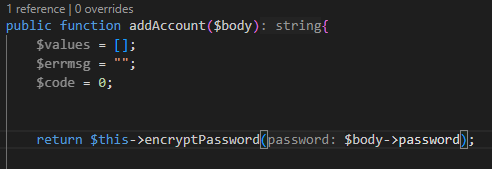 1 reference | 0 overrides
public function addAccount($body): string{
$values = [];
$errmsg = "";
$code = 0;
return $this->encryptPassword(password: $body->password);